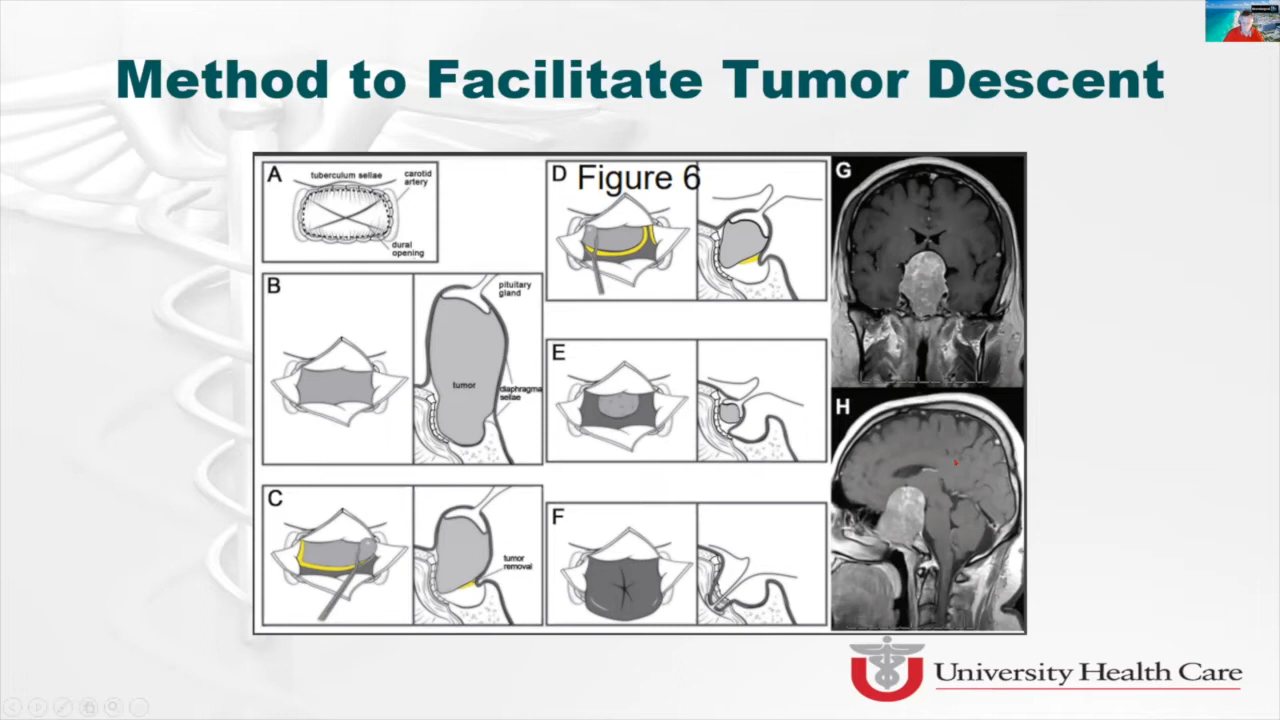 Method to Facilitate Tumor Descent
A
tuberculum sellae
carotid
artery
dural
opening
B
pituitary
gland
tumor
diaphragma
sellae
C
tumor
removal
D
Figure 6
E
F
G
H
University Health Care